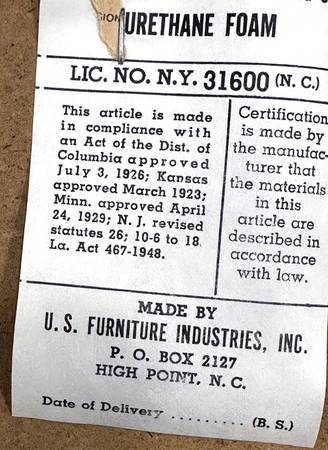 URETHANE FOAM
LIC. NO. N.Y. 31600 (N. C.)
This article is made
in compliance with
an Act of the Dist. of
Columbia approved
July 3, 1926; Kansas
approved March 1923;
Minn. approved April
24, 1929; N. J. revised
statutes 26; 10-6 to 18
La. Act 467-1948.
Certification
is made by
the manufac-
turer that
the materials
in this
article are
described in
accordance
with law.
MADE BY
U. S. FURNITURE INDUSTRIES, INC.
P. O. BOX 2127
HIGH POINT, N. C.
Date of Delivery ......... (B. S.)